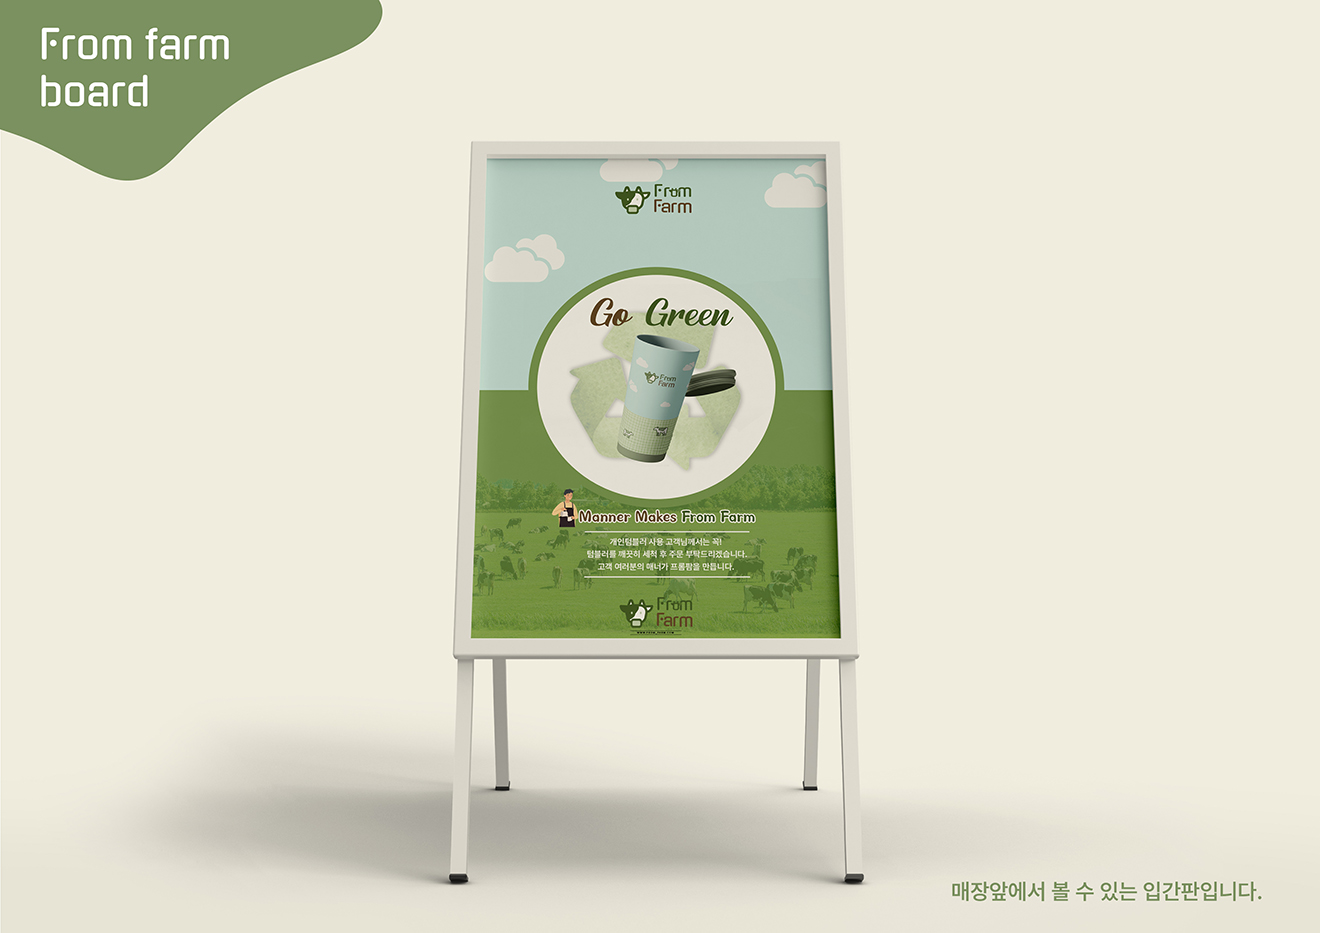 From farm
board
From
Farm
Go Green
From
Farm
Manner Makes From Farm
개인텀블러 사용 고객님께서는 꼭!
텀블러를 깨끗히 세척 후 주문 부탁드리겠습니다.
고객 여러분의 매너가 프롬팜을 만듭니다.
From
Farm
매장앞에서 볼 수 있는 입간판입니다.